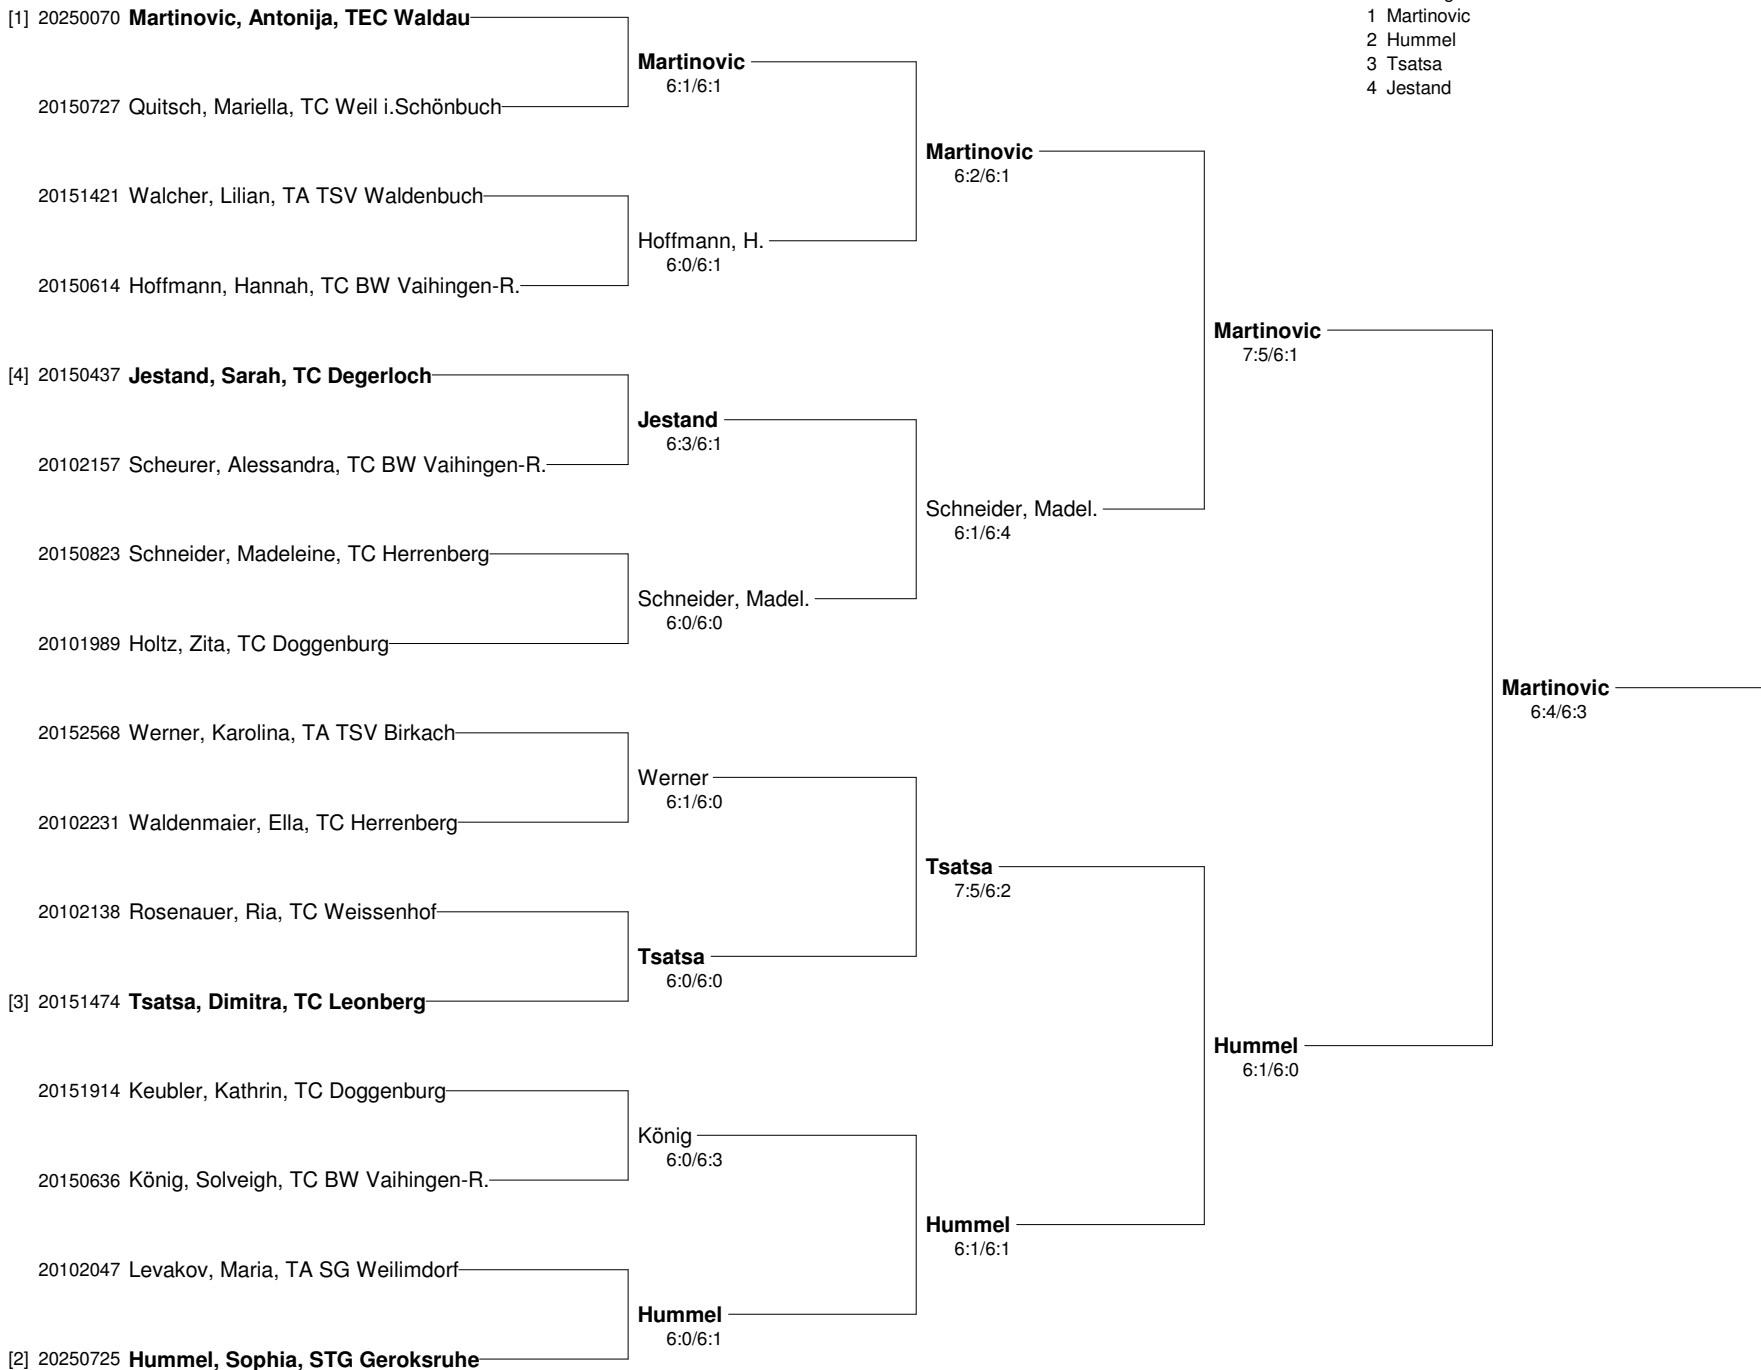 [1] 20250070 Martinovic, Antonija, TEC Waldau
20150727 Quitsch, Mariella, TC Weil i.Schönbuch
20151421 Walcher, Lilian, TA TSV Waldenbuch
20150614 Hoffmann, Hannah, TC BW Vaihingen-R.
[4] 20150437 Jestand, Sarah, TC Degerloch
20102157 Scheurer, Alessandra, TC BW Vaihingen-R.
20150823 Schneider, Madeleine, TC Herrenberg
20101989 Holtz, Zita, TC Doggenburg
20152568 Werner, Karolina, TA TSV Birkach
20102231 Waldenmaier, Ella, TC Herrenberg
20102138 Rosenauer, Ria, TC Weissenhof
[3] 20151474 Tsatsa, Dimitra, TC Leonberg
20151914 Keubler, Kathrin, TC Doggenburg
20150636 König, Solveigh, TC BW Vaihingen-R.
20102047 Levakov, Maria, TA SG Weilimdorf
[2] 20250725 Hummel, Sophia, STG Geroksruhe
Martinovic
6:1/6:1
Hoffmann, H.
6:0/6:1
Jestand
6:3/6:1
Schneider, Madel.
6:0/6:0
Werner
6:1/6:0
Tsatsa
6:0/6:0
König
6:0/6:3
Hummel
6:0/6:1
Martinovic
6:2/6:1
Schneider, Madel.
6:1/6:4
Tsatsa
7:5/6:2
Hummel
6:1/6:1
Martinovic
7:5/6:1
Hummel
6:1/6:0
Martinovic
6:4/6:3
1 Martinovic
2 Hummel
3 Tsatsa
4 Jestand